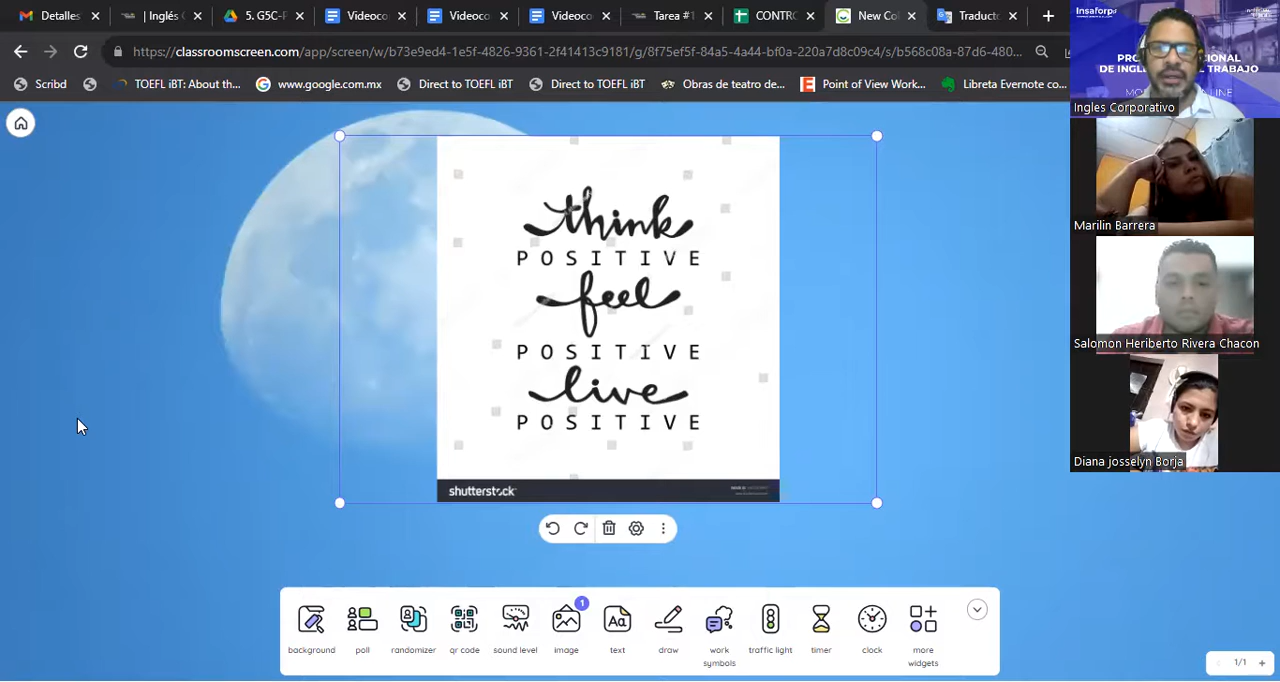 Detalles
| Inglés C
5. G5C-F
Videoco
Videoco
Videoco
Tarea #1
CONTRO
New Col
Traducto
https://classroomscreen.com/app/screen/w/b73e9ed4-1e5f-4826-9361-2f41413c9181/g/8f75ef5f-84a5-4a44-bf0a-220a7d8c09c4/s/b568c08a-87d6-480...
Scribd
TOEFL iBT: About th...
www.google.com.mx
Direct to TOEFL iBT
Direct to TOEFL iBT
Obras de teatro de...
Point of View Work...
Libreta Evernote co...
think
POSITIVE
feel
POSITIVE
live
POSITIVE
shutterstock
background
poll
randomizer
qr code
sound level
1
image
text
draw
work
symbols
traffic light
timer
clock
more
widgets
1/1
Insaforp
DE INGL
TRABAJO
Ingles Corporativo
Marilin Barrera
Salomon Heriberto Rivera Chacon
Diana josselyn Borja